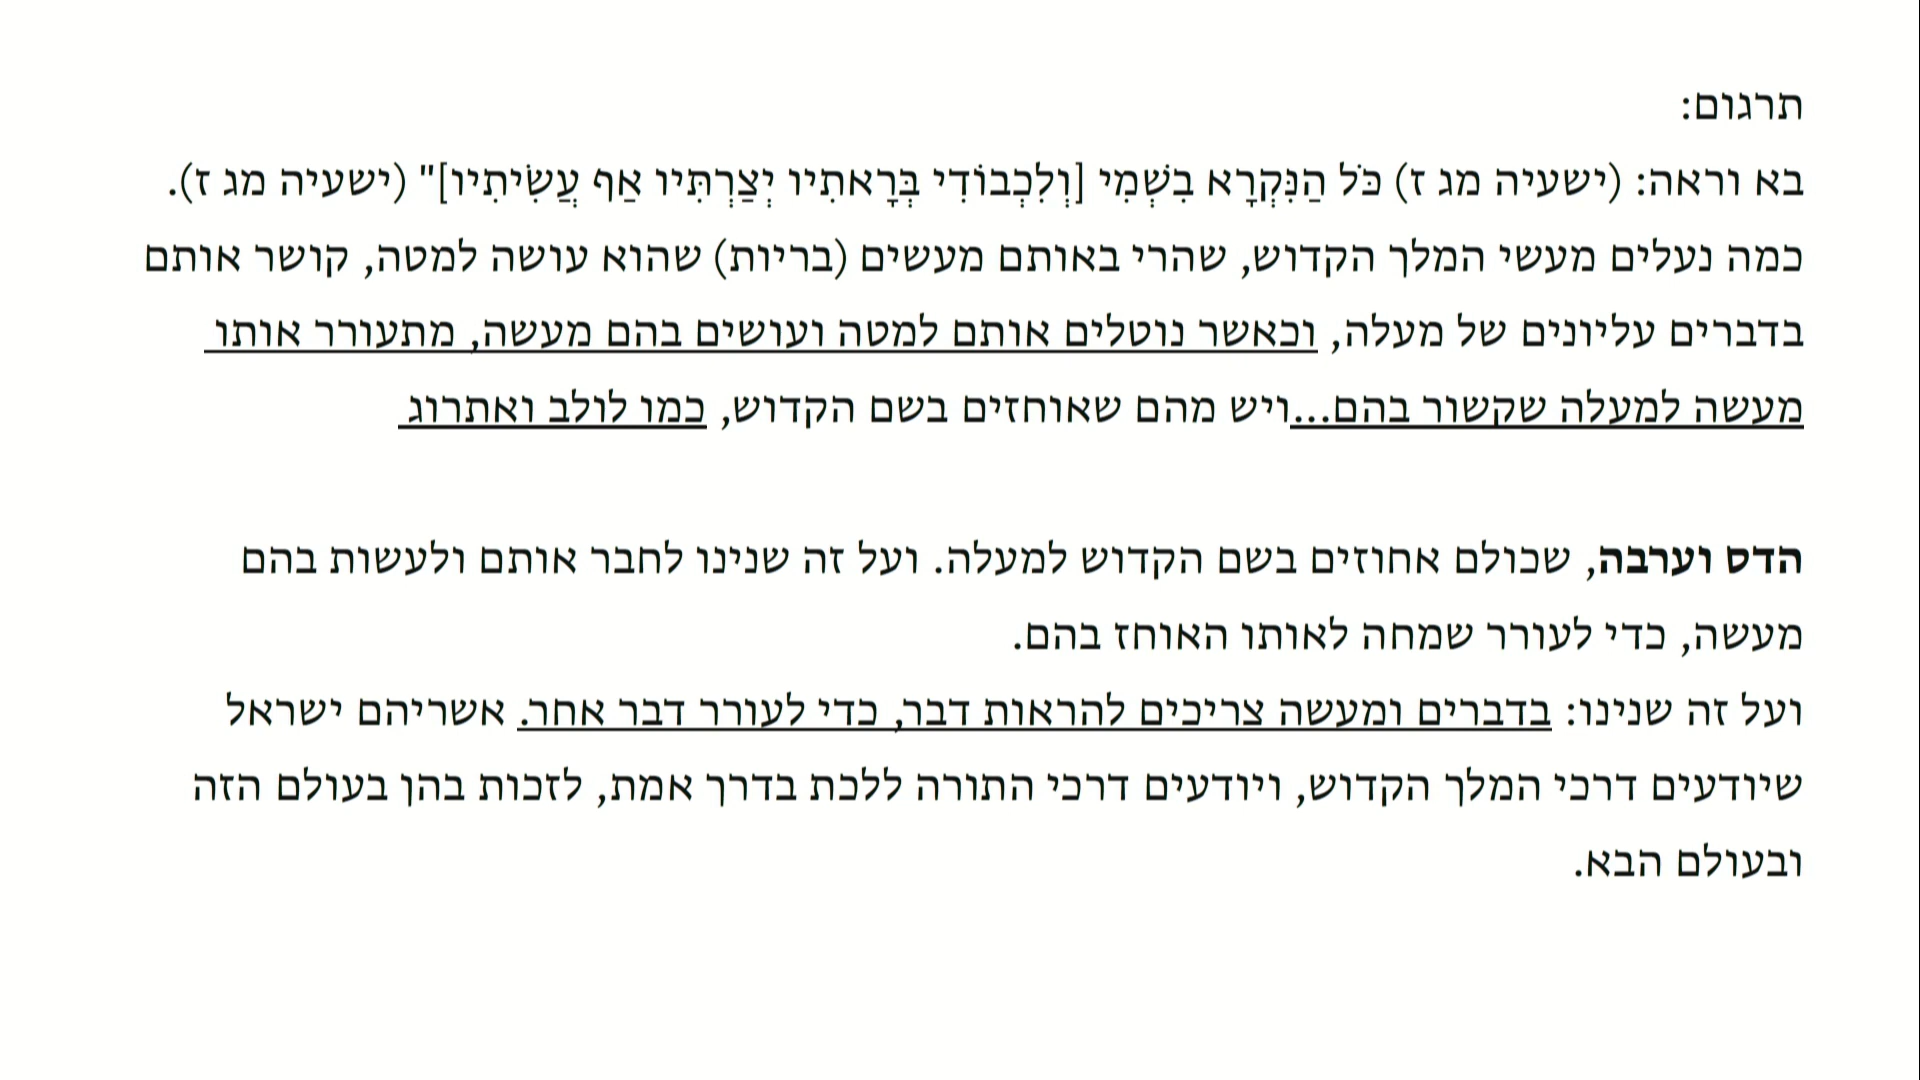 תרגום:
בא וראה: (ישעיה מג ז) כֹּל הַנִּקְרָא בִשְׁמִי [וְלִכְבוֹדִי בְּרָאתִיו יְצַרְתִּיו אַף עֲשִׂיתִיו]" (ישעיה מג ז).
כמה נעלים מעשי המלך הקדוש, שהרי באותם מעשים (בריות) שהוא עושה למטה, קושר אותם
בדברים עליונים של מעלה, וכאשר נוטלים אותם למטה ועושים בהם מעשה, מתעורר אותו
מעשה למעלה שקשור בהם...ויש מהם שאוחזים בשם הקדוש, כמו לולב ואתרוג
הדס וערבה, שכולם אחוזים בשם הקדוש למעלה. ועל זה שנינו לחבר אותם ולעשות בהם
מעשה, כדי לעורר שמחה לאותו האוחז בהם.
ועל זה שנינו: בדברים ומעשה צריכים להראות דבר, כדי לעורר דבר אחר. אשריהם ישראל
שיודעים דרכי המלך הקדוש, ויודעים דרכי התורה ללכת בדרך אמת, לזכות בהן בעולם הזה
ובעולם הבא.